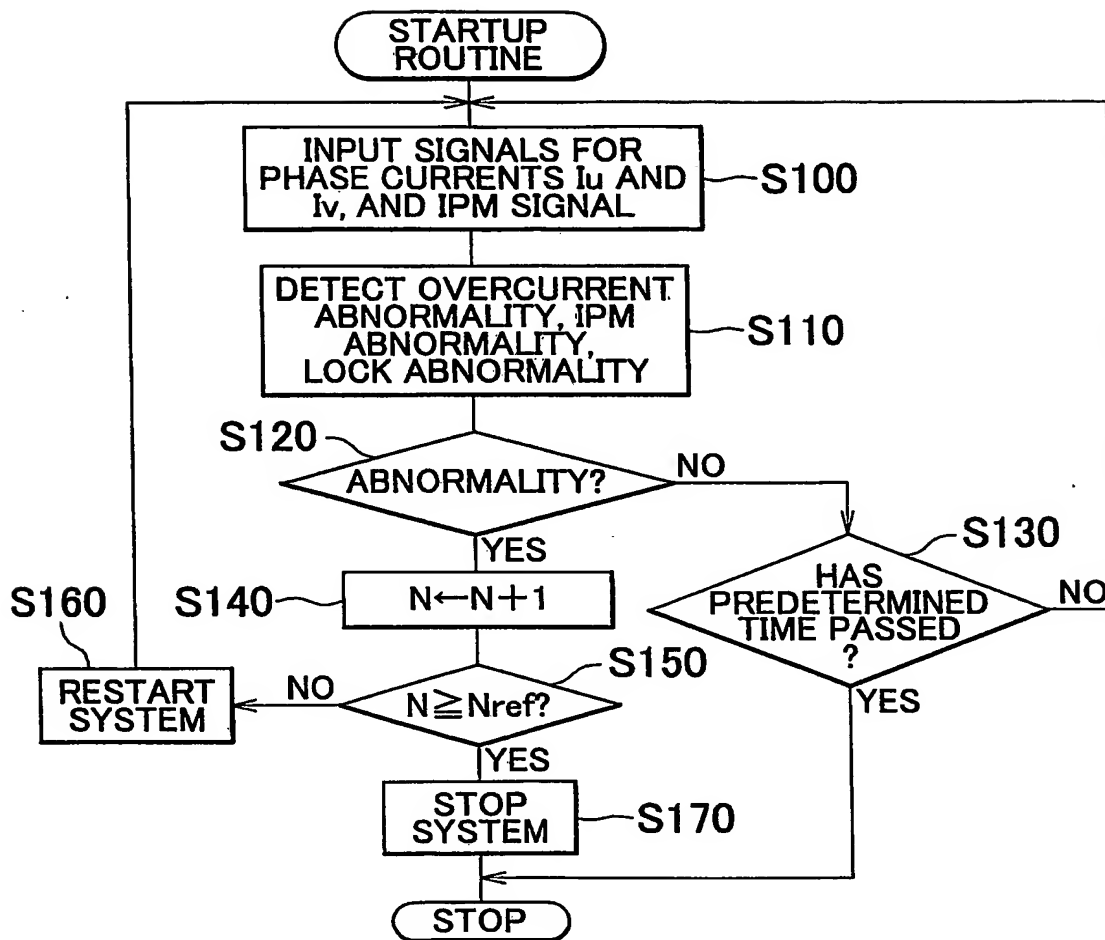 STARTUP
ROUTINE
INPUT SIGNALS FOR
PHASE CURRENTS Iu AND
Iv, AND IPM SIGNAL
S100
DETECT OVERCURRENT
ABNORMALITY, IPM
ABNORMALITY,
LOCK ABNORMALITY
S110
S120
ABNORMALITY?
NO
YES
S130
HAS
PREDETERMINED
TIME PASSED
?
NO
YES
S140
N←N+1
S150
N≧Nref?
NO
YES
S160
RESTART
SYSTEM
STOP
SYSTEM
S170
STOP